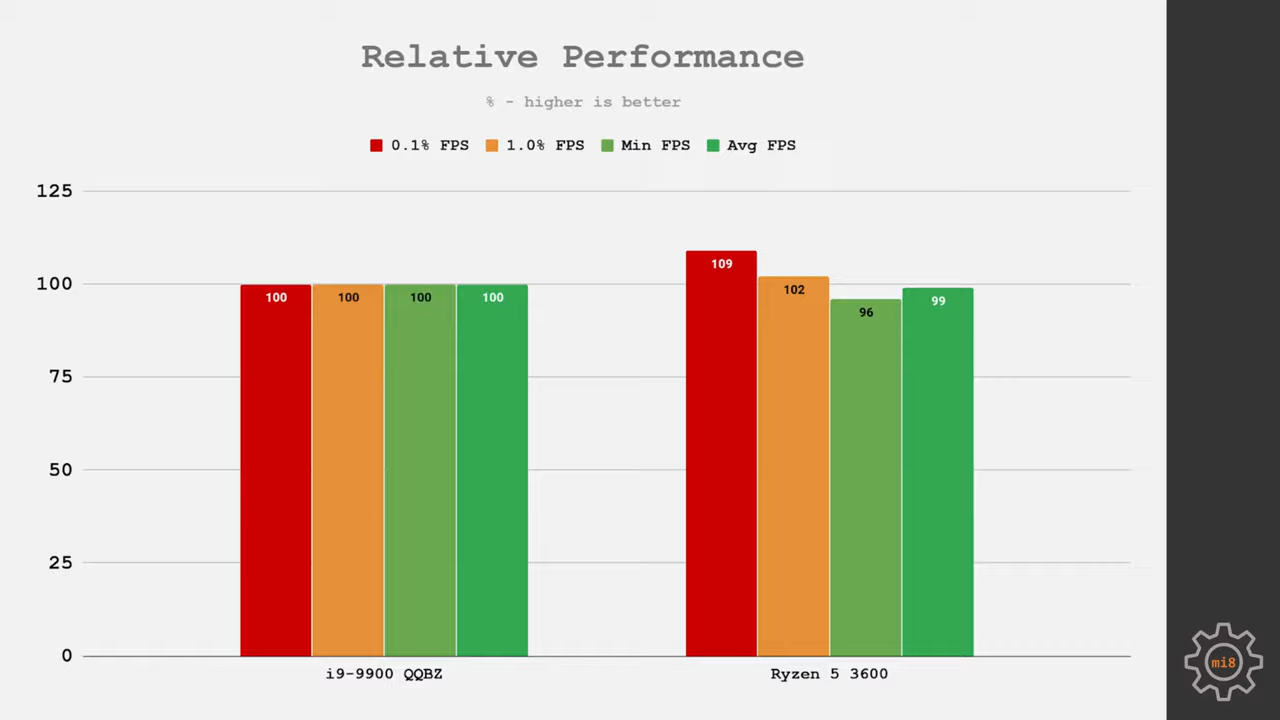 Relative Performance
% - higher is better
0.1% FPS 1.0% FPS Min FPS Avg FPS
125
100
75
50
25
0
100 100 100 100
109 102 96 99
i9-9900 QQBZ Ryzen 5 3600
mi8